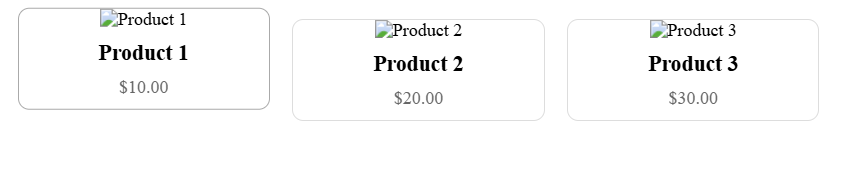 Product 1
Product 1
$10.00
Product 2
Product 2
$20.00
Product 3
Product 3
$30.00